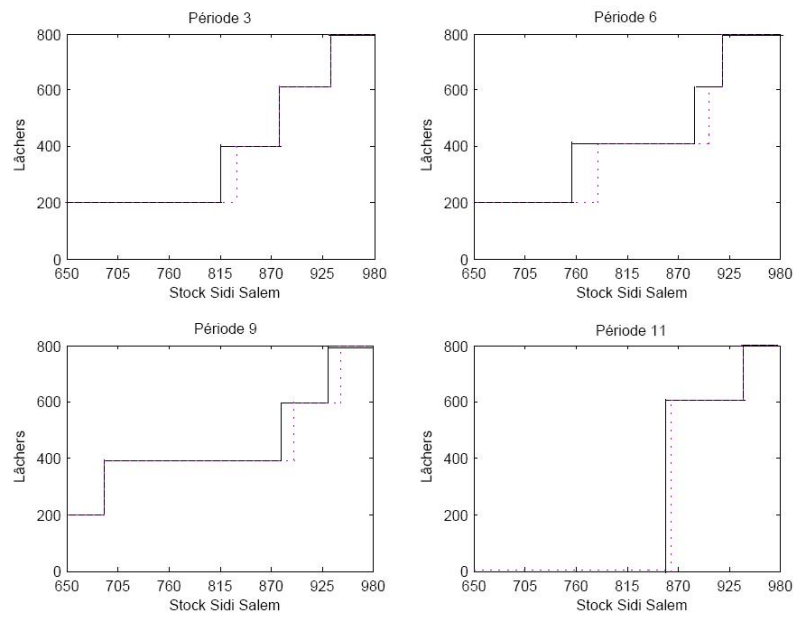 Période 3
800
600
400
200
0
Lâchers
650 705 760 815 870 925 980
Stock Sidi Salem
Période 6
800
600
400
200
0
Lâchers
650 705 760 815 870 925 980
Stock Sidi Salem
Période 9
800
600
400
200
0
Lâchers
650 705 760 815 870 925 980
Stock Sidi Salem
Période 11
800
600
400
200
0
Lâchers
650 705 760 815 870 925 980
Stock Sidi Salem